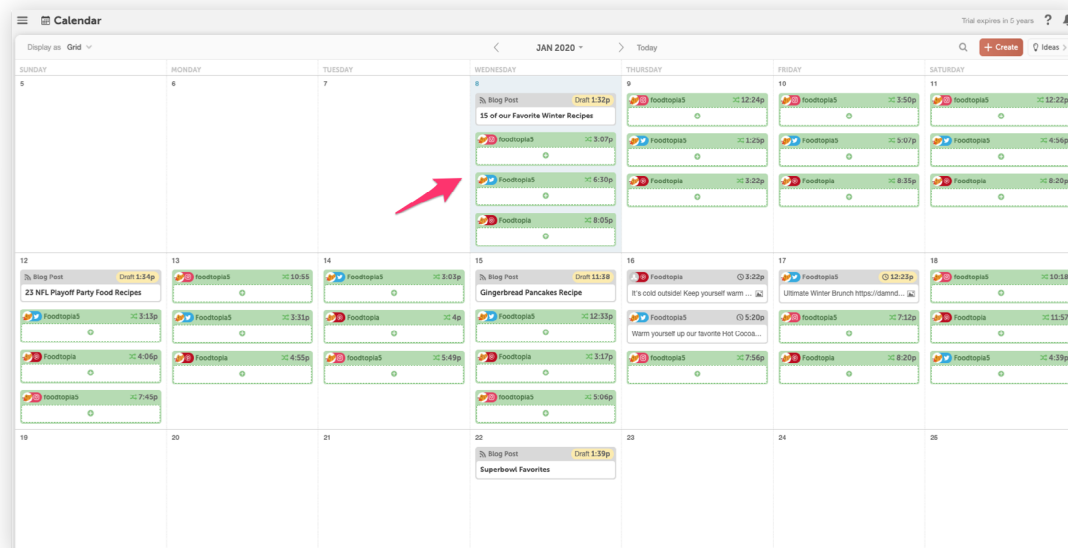 Calendar
Trial expires in 5 years ?
Display as Grid
JAN 2020
Today
+ Create
Ideas
SUNDAY MONDAY TUESDAY WEDNESDAY THURSDAY FRIDAY SATURDAY
5 6 7 8 9 10 11
Blog Post Draft 1:32p
15 of our Favorite Winter Recipes
foodtopia5 3:07p
Foodtopia5 6:30p
Foodtopia 8:05p
foodtopia5 12:24p
Foodtopia5 1:25p
Foodtopia 3:22p
foodtopia5 3:50p
Foodtopia5 5:07p
Foodtopia 8:35p
foodtopia5 12:22p
Foodtopia5 4:56p
Foodtopia 8:20p
12 13 14 15 16 17 18
Blog Post Draft 1:34p
23 NFL Playoff Party Food Recipes
Foodtopia5 3:13p
Foodtopia 4:06p
foodtopia5 7:45p
foodtopia5 10:55
Foodtopia5 3:31p
Foodtopia 4:55p
Foodtopia5 3:03p
Foodtopia 4p
foodtopia5 5:49p
Blog Post Draft 11:38
Gingerbread Pancakes Recipe
Foodtopia5 12:33p
Foodtopia 3:17p
foodtopia5 5:06p
Foodtopia 3:22p
It's cold outside! Keep yourself warm ...
Foodtopia5 5:20p
Warm yourself up our favorite Hot Cocoa...
foodtopia5 7:56p
Foodtopia5 12:23p
Ultimate Winter Brunch https://damnd...
foodtopia5 7:12p
Foodtopia 8:20p
foodtopia5 10:18
Foodtopia 11:57
Foodtopia5 4:39p
19 20 21 22 23 24 25
Blog Post Draft 1:39p
Superbowl Favorites